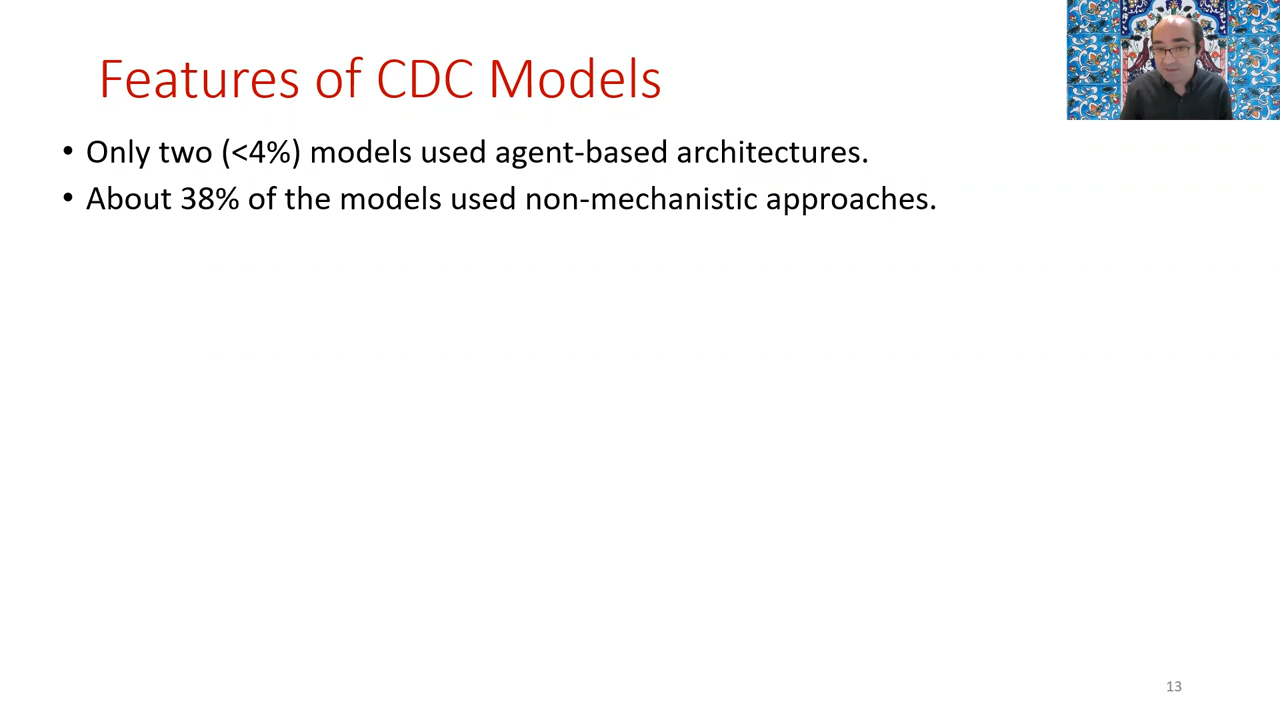 Features of CDC Models
• Only two (<4%) models used agent-based architectures.
• About 38% of the models used non-mechanistic approaches.
13